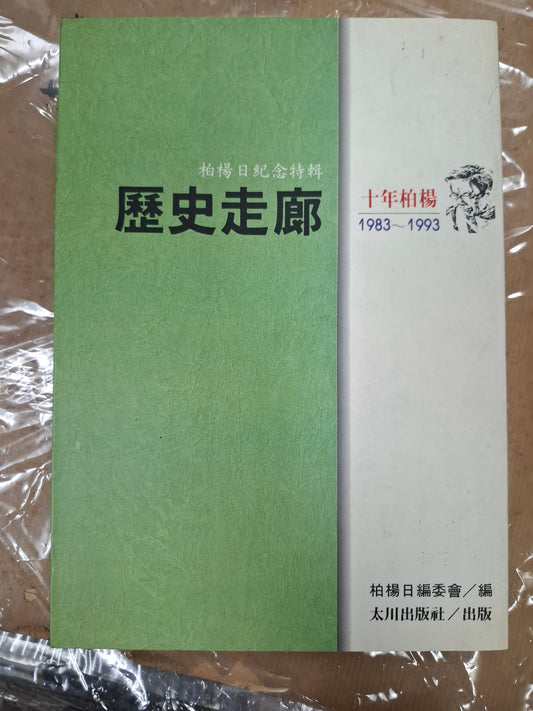 柏楊日紀念特輯
歷史走廊
十年柏楊
1983～1993
柏楊日編委會／編
太川出版社／出版